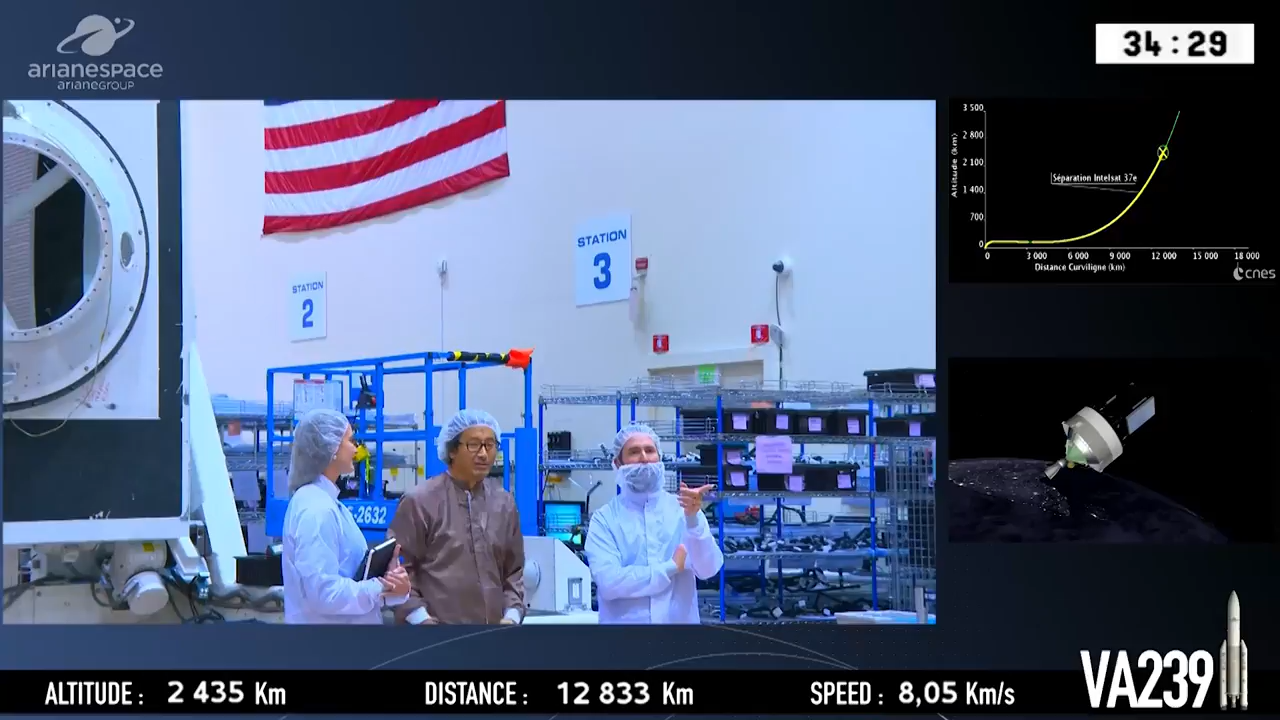 arianespace
arianeGROUP
34:29
STATION
2
STATION
3
-2632
Altitude (km)
3 500
2 800
2 100
1 400
700
0
Séparation Intelsat 37e
0
3 000
6 000
9 000
12 000
15 000
18 000
Distance Curviligne (km)
cnes
ALTITUDE : 2 435 Km
DISTANCE : 12 833 Km
SPEED : 8,05 Km/s
VA239